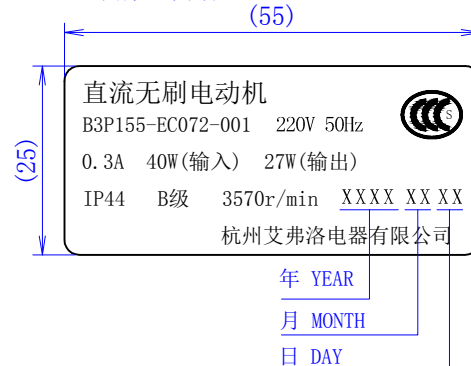 (55)
(25)
直流无刷电动机
B3P155-EC072-001 220V 50Hz
CCC S
0.3A 40W(输入) 27W(输出)
IP44 B级 3570r/min XXXX XX XX
杭州艾弗洛电器有限公司
年 YEAR
月 MONTH
日 DAY